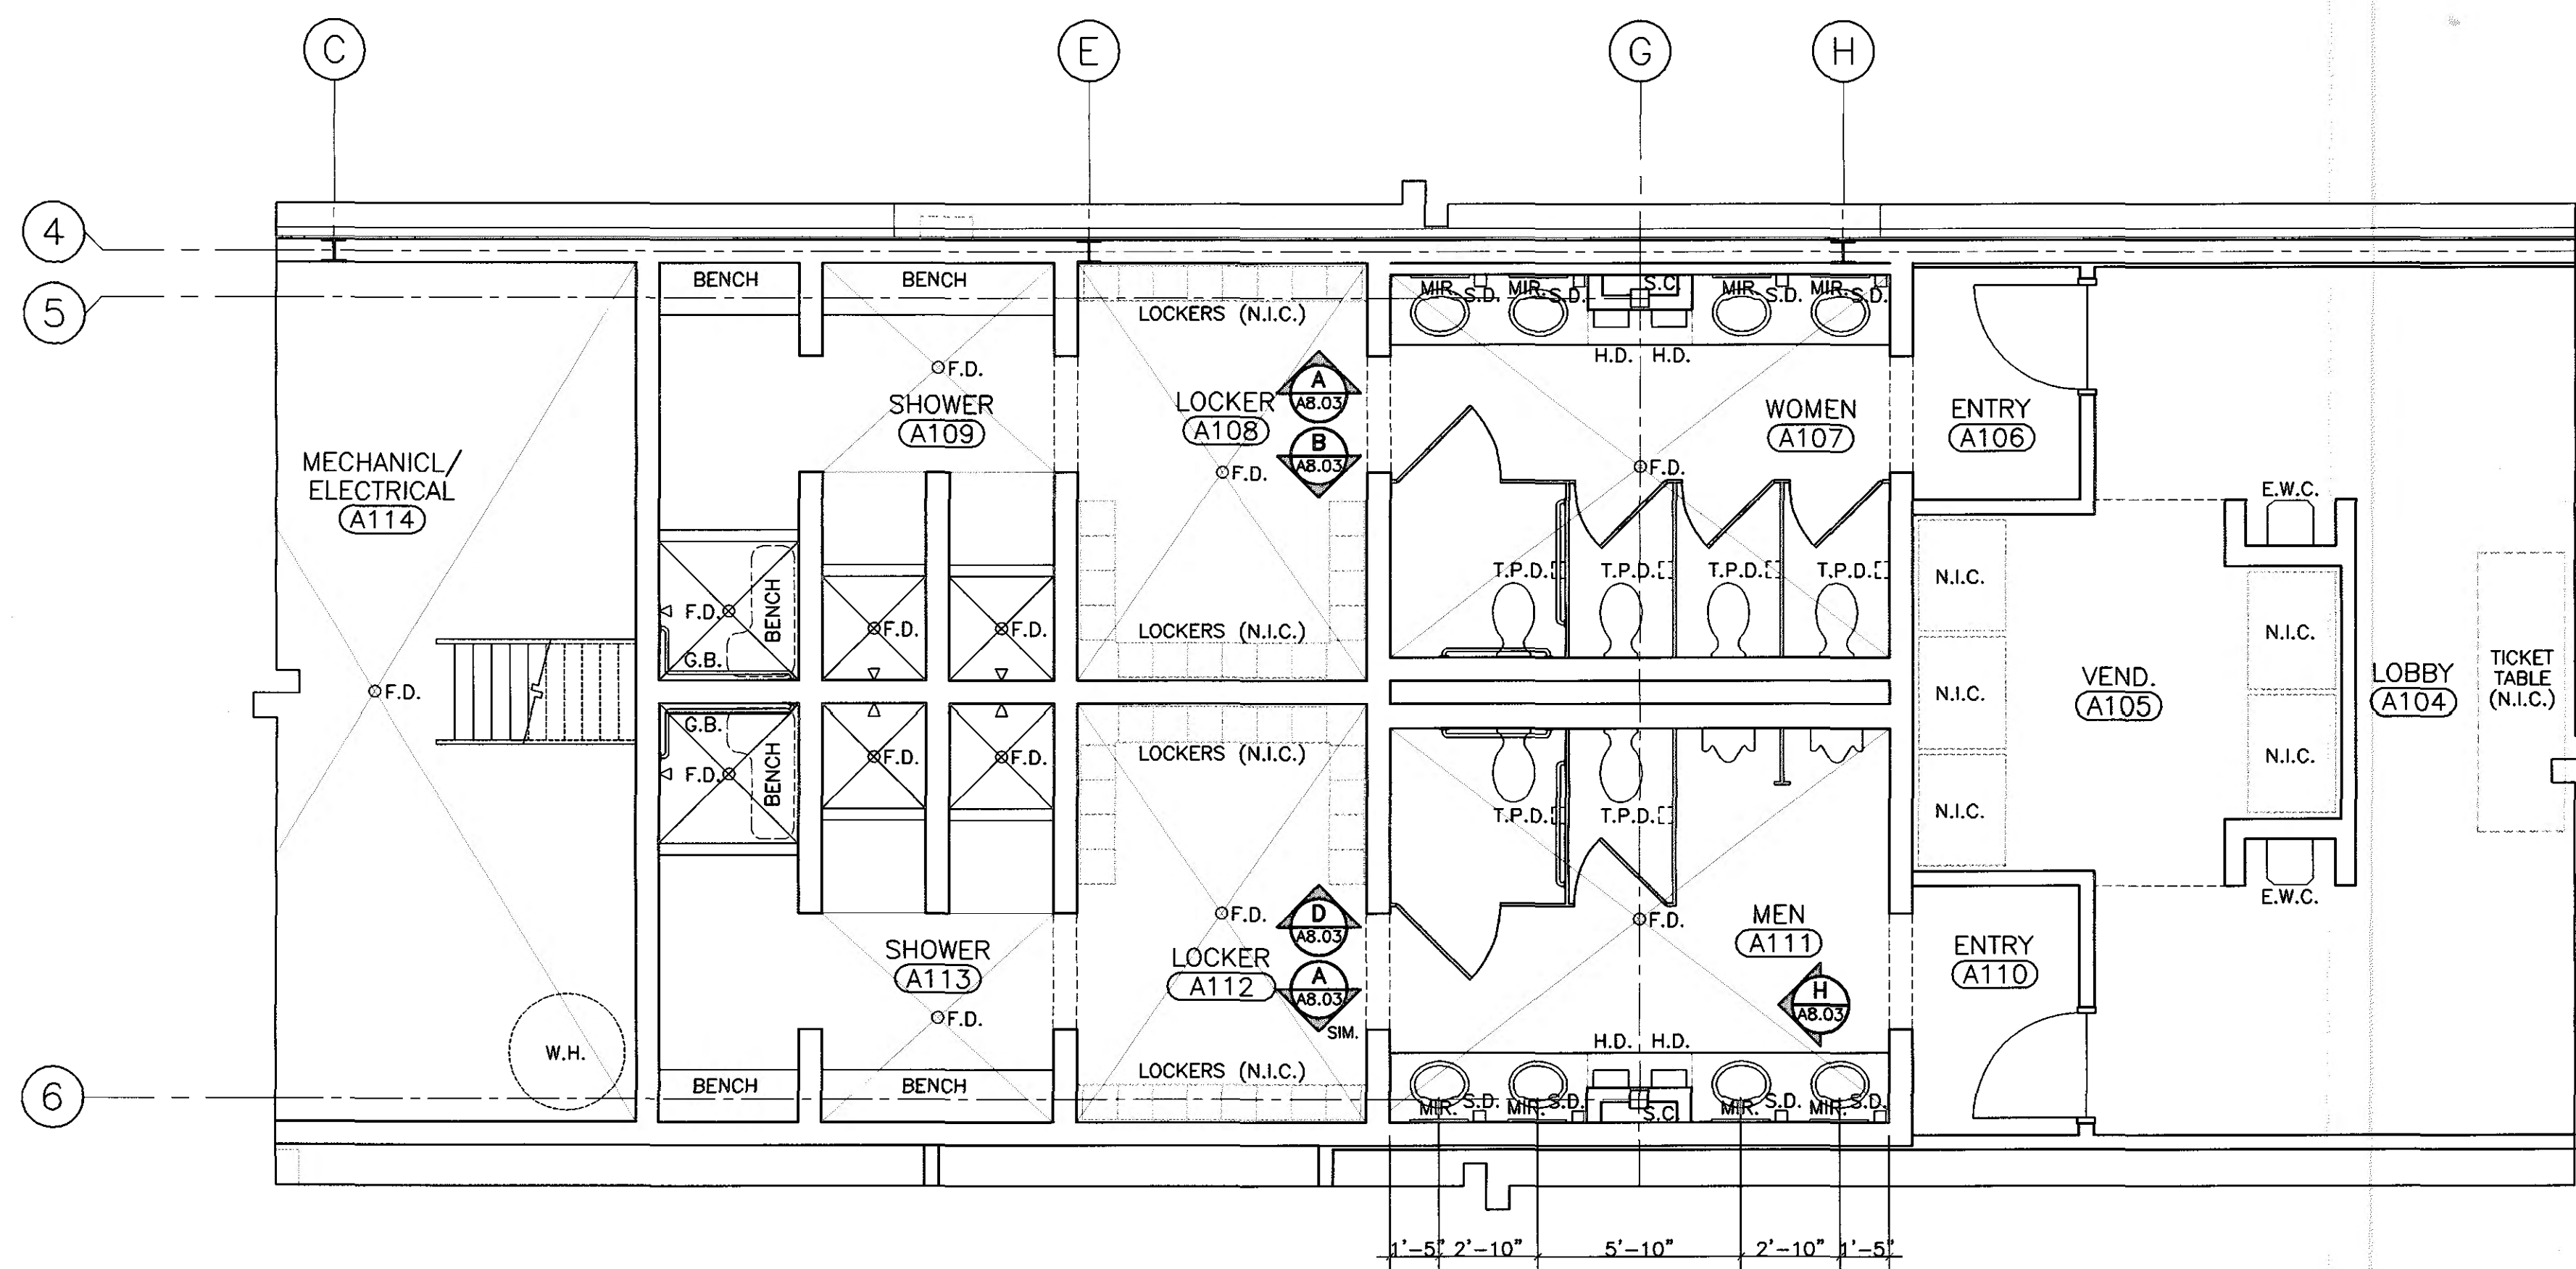 C
E
G
H
4
5
6
BENCH
BENCH
LOCKERS (N.I.C.)
MIR. S.D.
MIR. S.D.
S.C.
MIR. S.D.
MIR. S.D.
H.D. H.D.
F.D.
SHOWER
A109
LOCKER
A108
F.D.
A
A8.03
B
A8.03
WOMEN
A107
F.D.
ENTRY
A106
MECHANICL/
ELECTRICAL
A114
F.D.
E.W.C.
T.P.D.
T.P.D.
T.P.D.
T.P.D.
N.I.C.
N.I.C.
N.I.C.
F.D.
BENCH
G.B.
F.D.
F.D.
LOCKERS (N.I.C.)
VEND.
A105
N.I.C.
N.I.C.
LOBBY
A104
TICKET
TABLE
(N.I.C.)
G.B.
F.D.
BENCH
F.D.
F.D.
LOCKERS (N.I.C.)
T.P.D.
T.P.D.
E.W.C.
SHOWER
A113
F.D.
F.D.
LOCKER
A112
D
A8.03
A
A8.03
SIM.
F.D.
MEN
A111
H
A8.03
ENTRY
A110
W.H.
BENCH
BENCH
LOCKERS (N.I.C.)
H.D. H.D.
MIR. S.D.
MIR. S.D.
S.C.
MIR. S.D.
MIR. S.D.
1'-5" 2'-10" 5'-10" 2'-10" 1'-5"